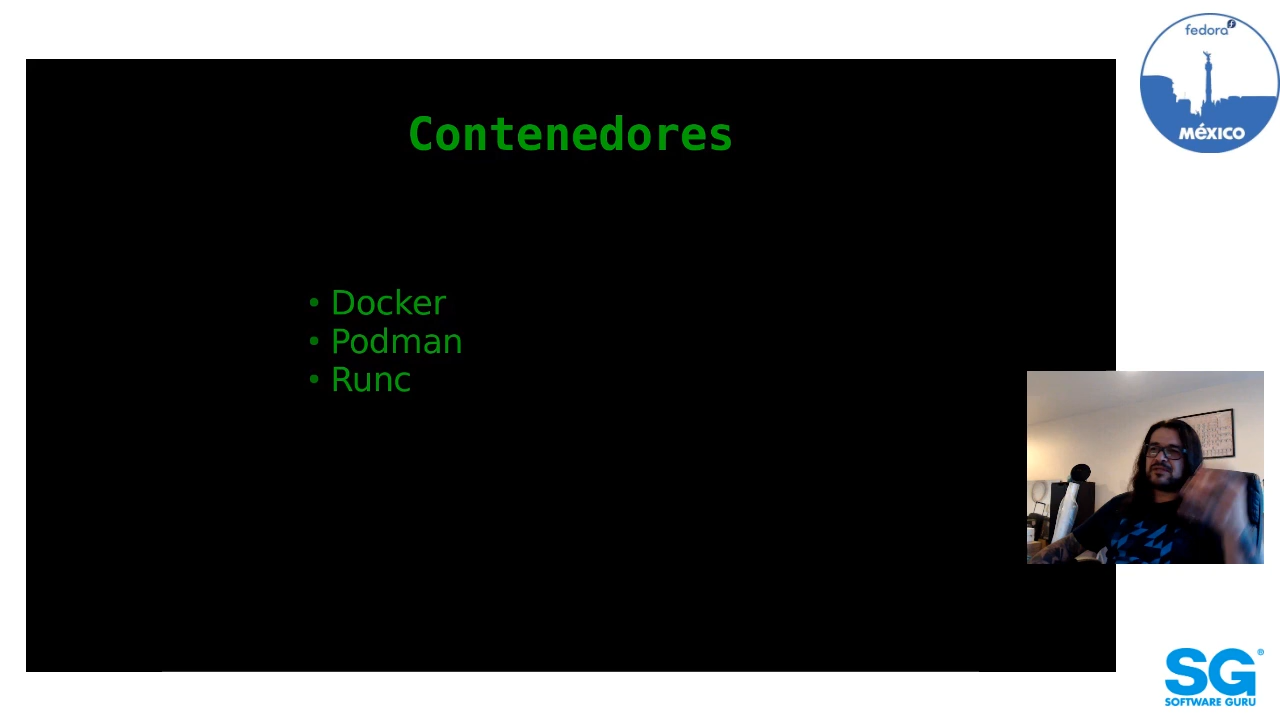 fedora
MÉXICO
Contenedores
• Docker
• Podman
• Runc
SG®
SOFTWARE GURU